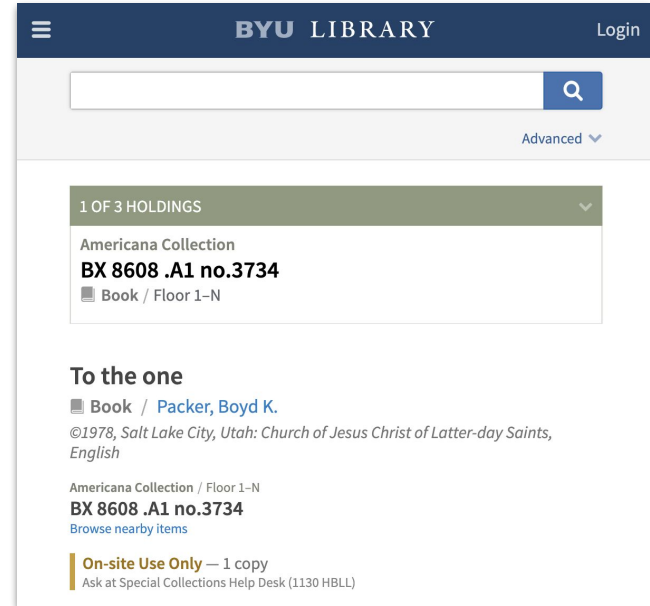 BYU LIBRARY
Login
Advanced
1 OF 3 HOLDINGS
Americana Collection
BX 8608 .A1 no.3734
Book / Floor 1–N
To the one
Book / Packer, Boyd K.
©1978, Salt Lake City, Utah: Church of Jesus Christ of Latter-day Saints,
English
Americana Collection / Floor 1–N
BX 8608 .A1 no.3734
Browse nearby items
On-site Use Only — 1 copy
Ask at Special Collections Help Desk (1130 HBLL)